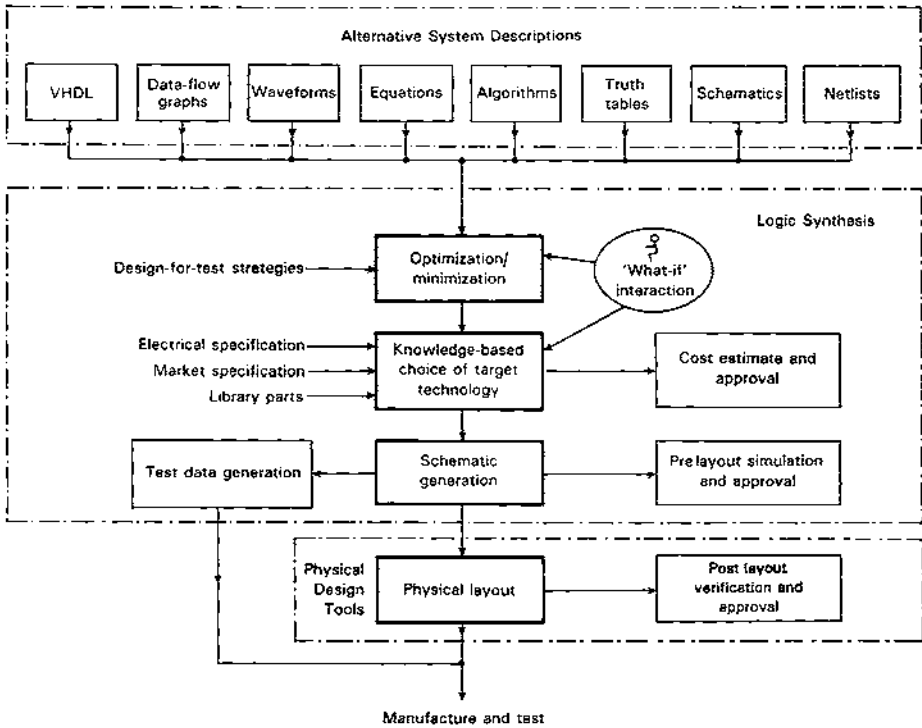 Alternative System Descriptions
VHDL
Data-flow
graphs
Waveforms
Equations
Algorithms
Truth
tables
Schematics
Netlists
Logic Synthesis
Design-for-test strategies
Optimization/
minimization
'What-if'
interaction
Electrical specification
Market specification
Library parts
Knowledge-based
choice of target
technology
Cost estimate and
approval
Test data generation
Schematic
generation
Prelayout simulation
and approval
Physical
Design
Tools
Physical layout
Post layout
verification and
approval
Manufacture and test